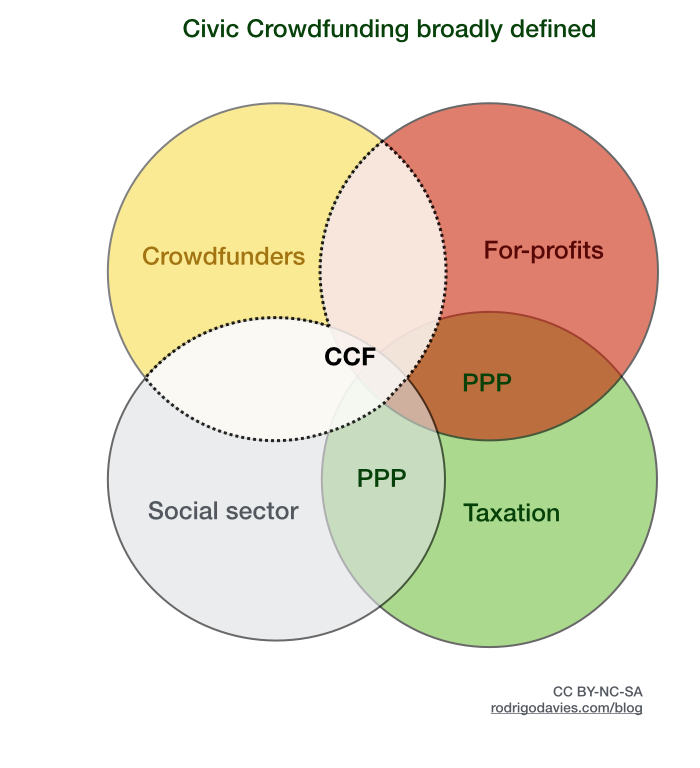 Civic Crowdfunding broadly defined
Crowdfunders
For-profits
CCF
PPP
PPP
Social sector
Taxation
CC BY-NC-SA
rodrigodavies.com/blog